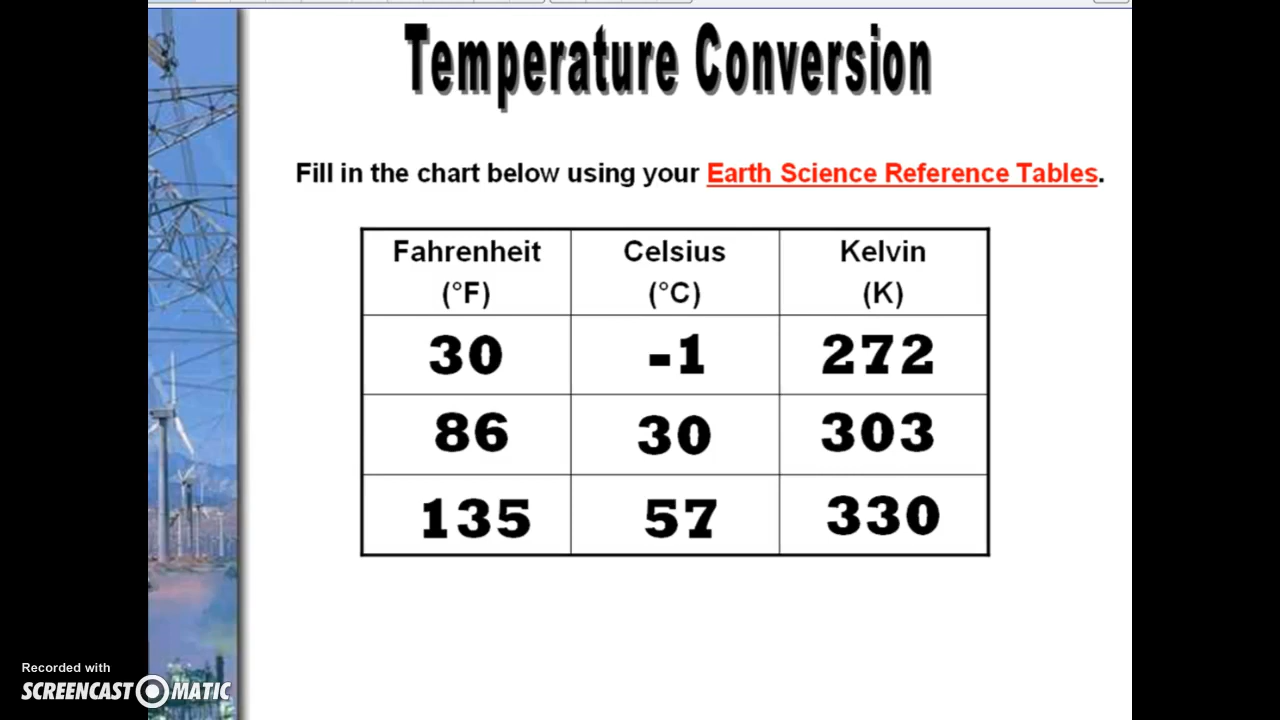 Temperature Conversion
Fill in the chart below using your Earth Science Reference Tables.
Fahrenheit Celsius Kelvin
(°F) (°C) (K)
30 -1 272
86 30 303
135 57 330
Recorded with
SCREENCAST MATIC